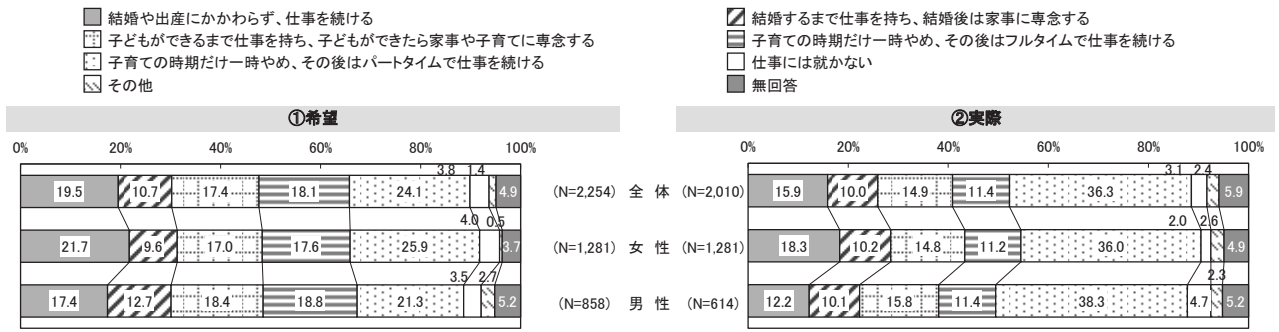 結婚や出産にかかわらず、仕事を続ける
結婚するまで仕事を持ち、結婚後は家事に専念する
子どもができるまで仕事を持ち、子どもができたら家事や子育てに専念する
子育ての時期だけ一時やめ、その後はフルタイムで仕事を続ける
子育ての時期だけ一時やめ、その後はパートタイムで仕事を続ける
仕事には就かない
その他
無回答
①希望
②実際
0% 20% 40% 60% 80% 100%
0% 20% 40% 60% 80% 100%
3.8 1.4
3.1 2.4
19.5 10.7 17.4 18.1 24.1 4.9
(N=2,254) 全 体 (N=2,010)
15.9 10.0 14.9 11.4 36.3 5.9
4.0 0.5
2.0 2.6
21.7 9.6 17.0 17.6 25.9 3.7
(N=1,281) 女 性 (N=1,281)
18.3 10.2 14.8 11.2 36.0 4.9
3.5 2.7
2.3
17.4 12.7 18.4 18.8 21.3 5.2
(N=858) 男 性 (N=614)
12.2 10.1 15.8 11.4 38.3 4.7 5.2